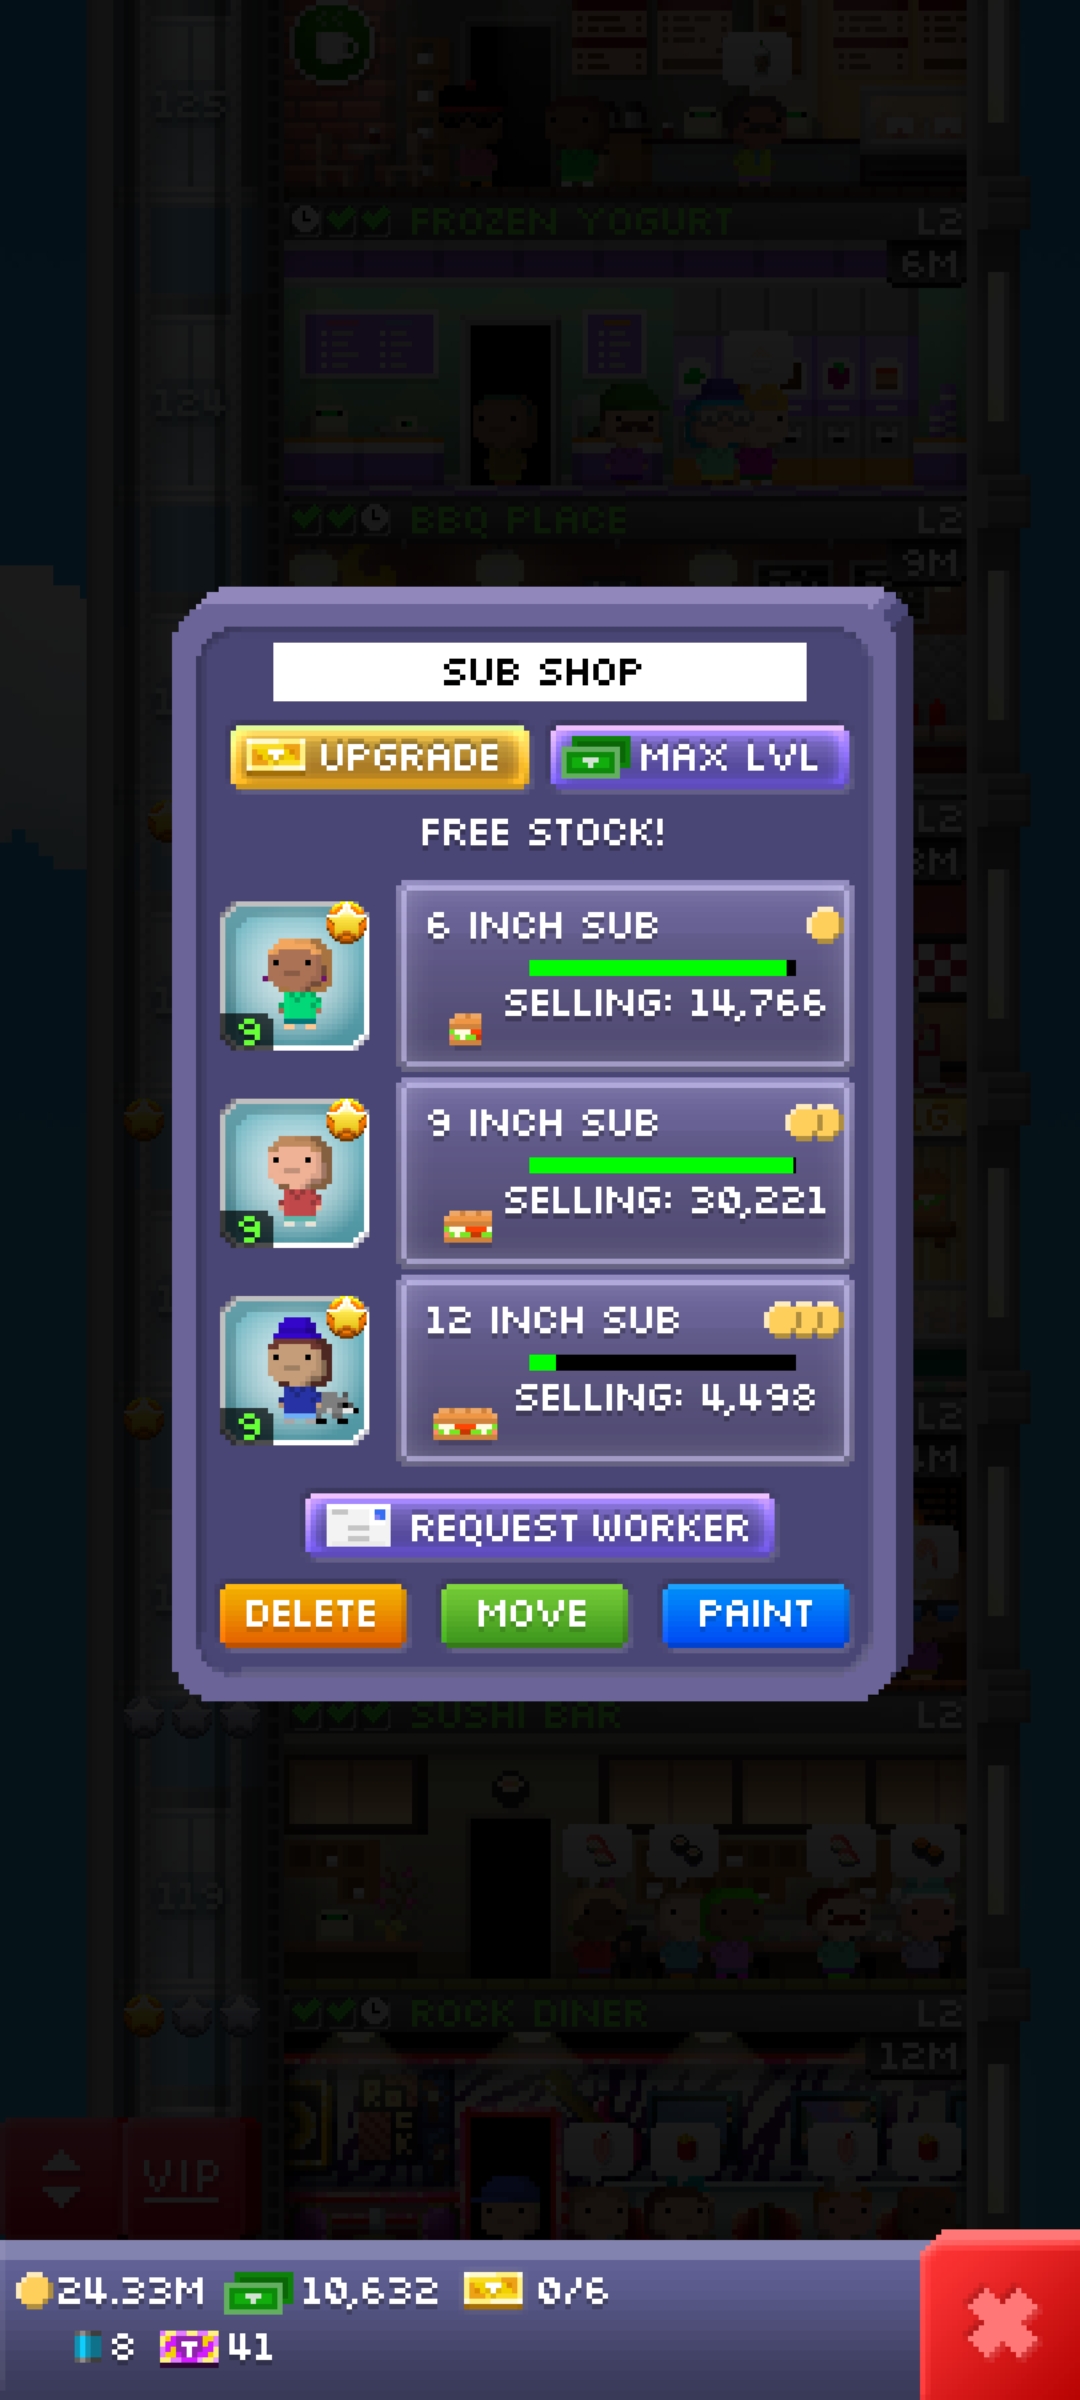 125
FROZEN YOGURT L2
6M
124
BBQ PLACE L2
9M
SUB SHOP
UPGRADE MAX LVL
L2
FREE STOCK!
6 INCH SUB
SELLING: 14,766
9
9 INCH SUB
SELLING: 30,221
9
12 INCH SUB
SELLING: 4,498
9
L2
REQUEST WORKER
DELETE MOVE PAINT
SUSHI BAR L2
ROCK DINER L2
12M
VIP
24.33M 10,632 0/6
8 41